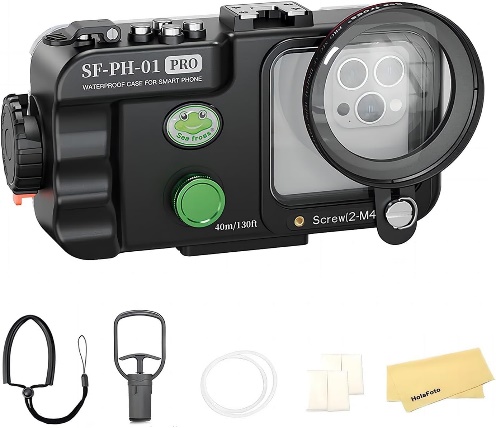 SF-PH-01 PRO
WATERPROOF CASE FOR SMART PHONE
Sea frogs
40m/130ft
Screw(2-M4
HolaFoto